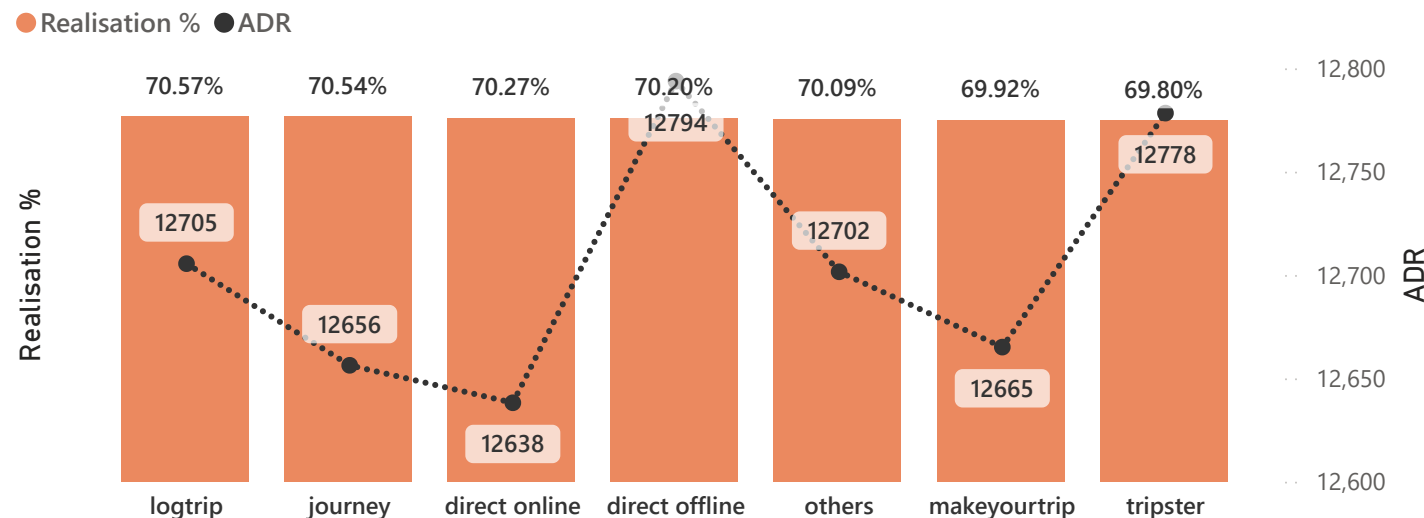 Realisation % ADR
70.57% 70.54% 70.27% 70.20% 70.09% 69.92% 69.80%
12705 12656 12638 12794 12702 12665 12778
Realisation %
12,800
12,750
12,700
12,650
12,600
ADR
logtrip journey direct online direct offline others makeyourtrip tripster